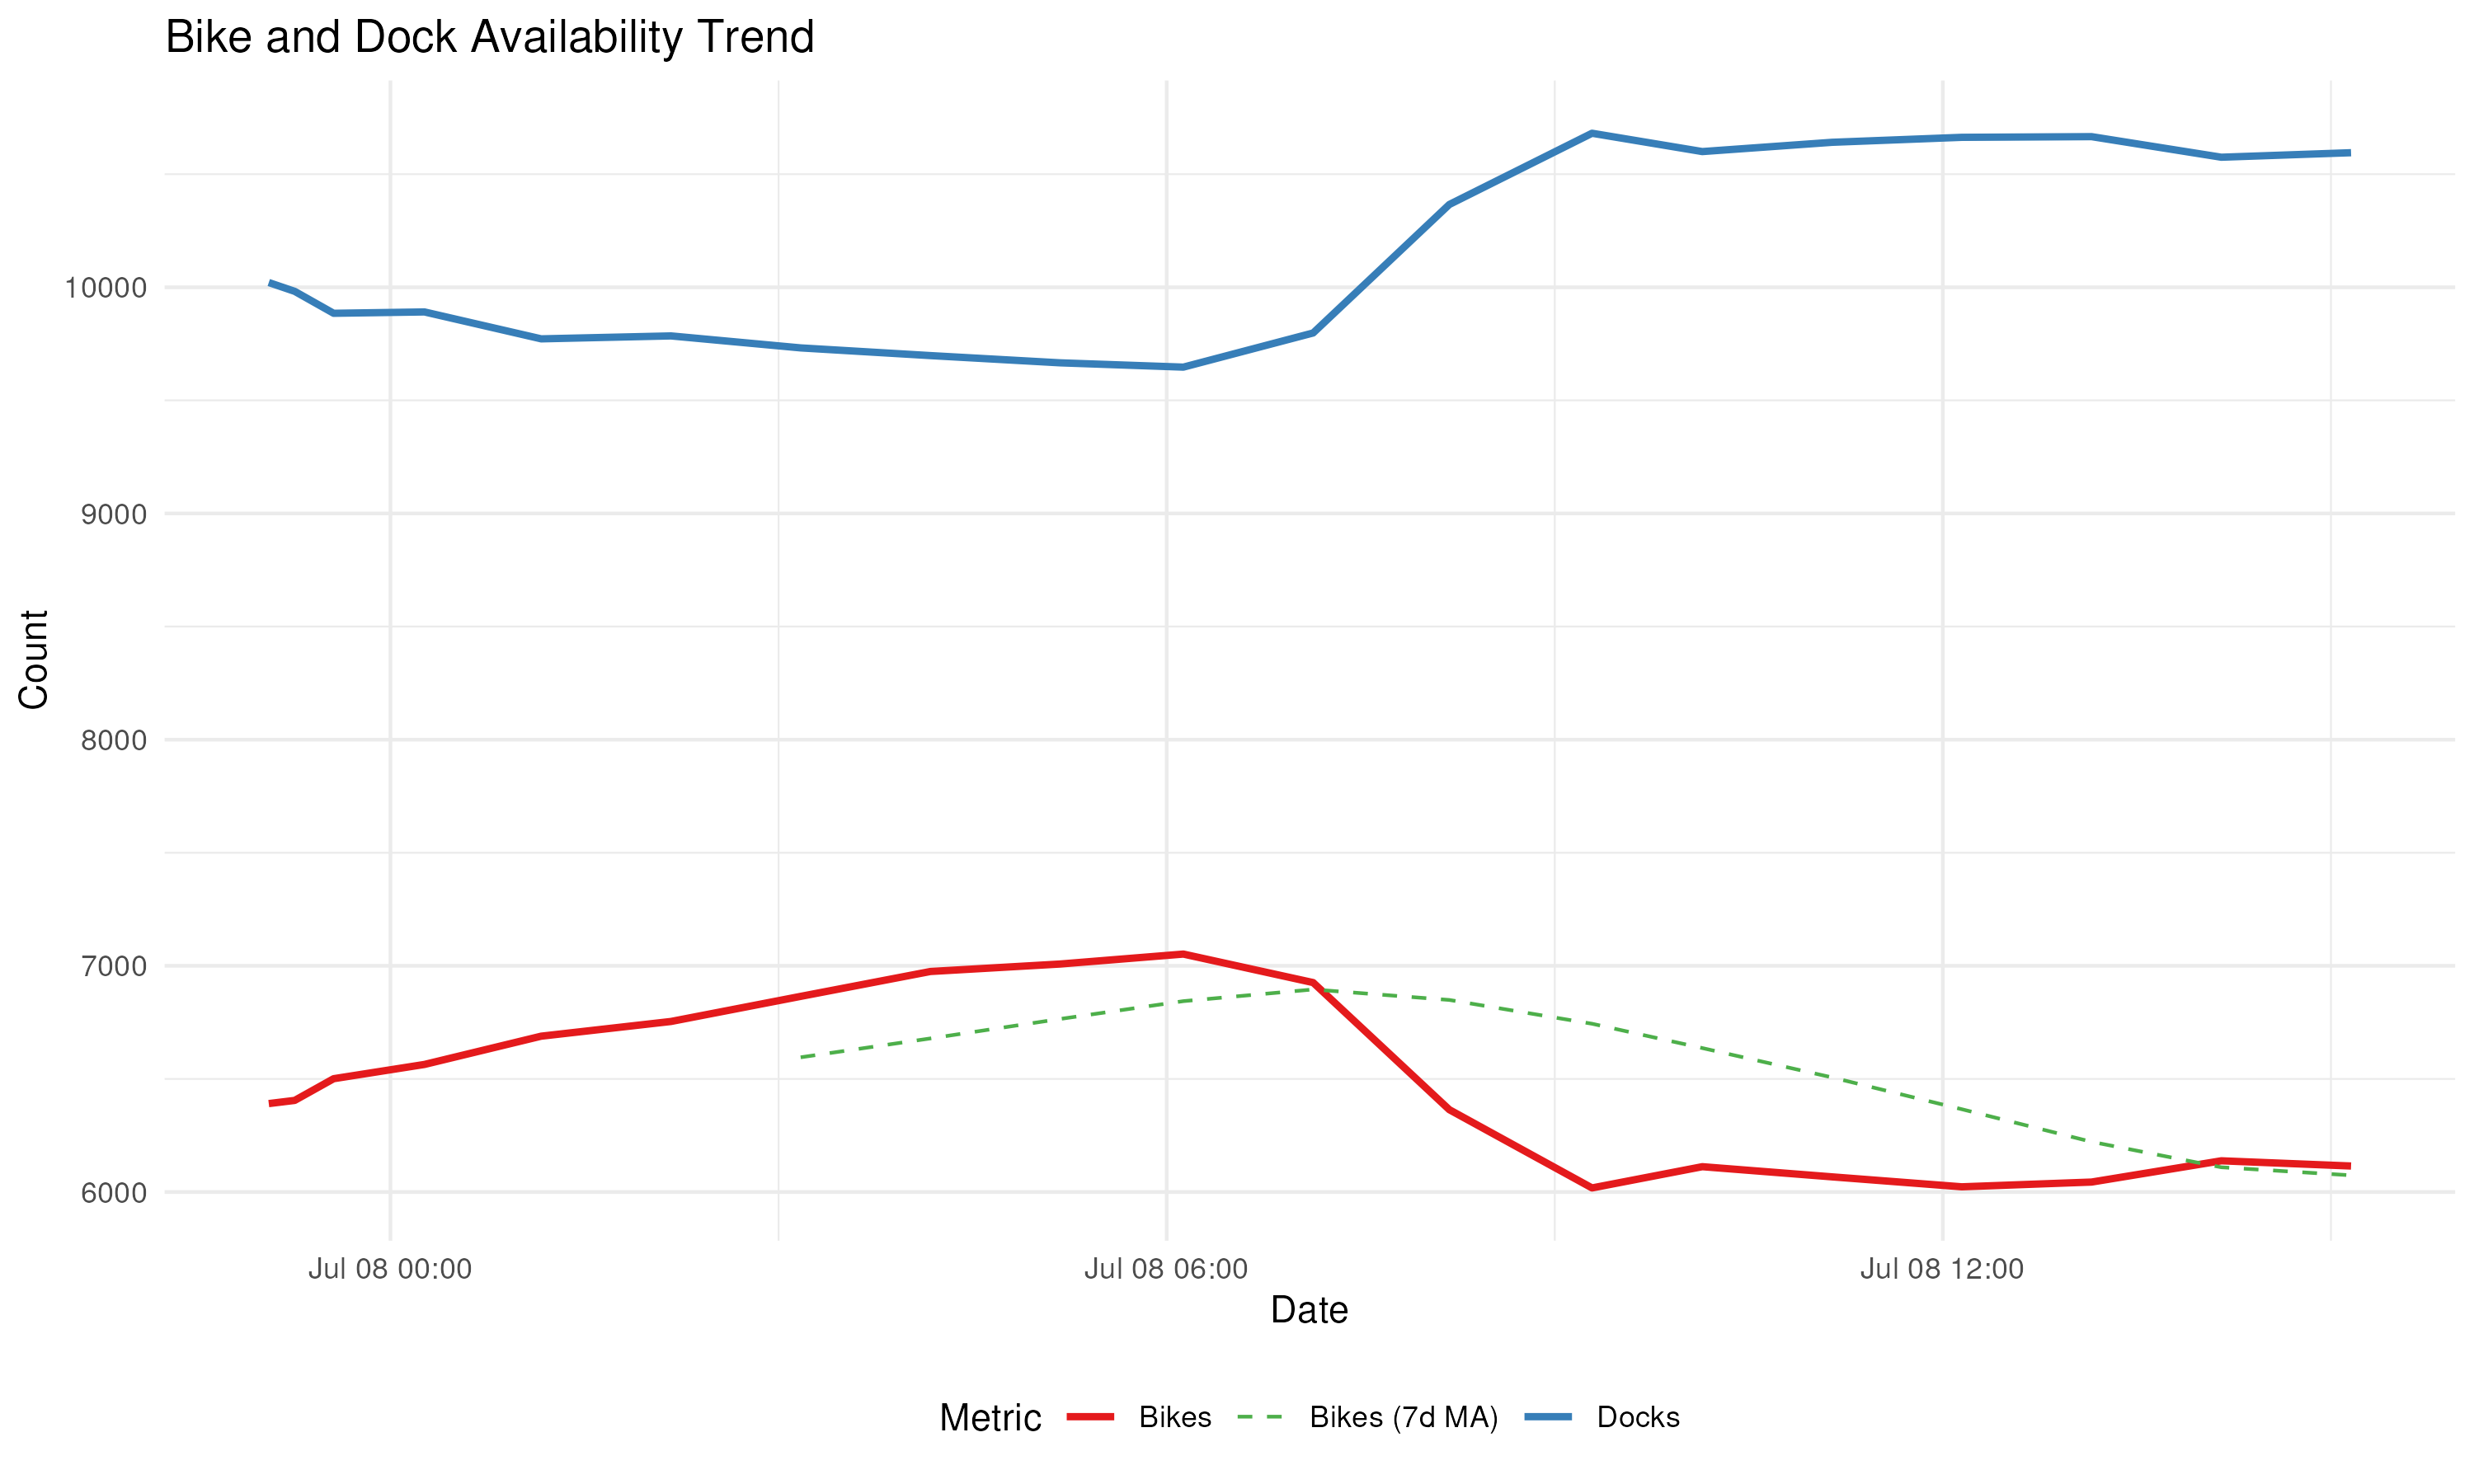 Bike and Dock Availability Trend
Count
10000
9000
8000
7000
6000
Jul 08 00:00 Jul 08 06:00 Jul 08 12:00
Date
Metric Bikes Bikes (7d MA) Docks